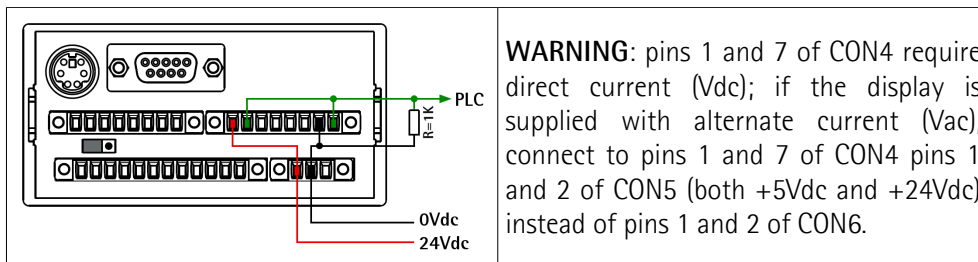 PLC
R=1K
0Vdc
24Vdc
WARNING: pins 1 and 7 of CON4 require
direct current (Vdc); if the display is
supplied with alternate current (Vac),
connect to pins 1 and 7 of CON4 pins 1
and 2 of CON5 (both +5Vdc and +24Vdc)
instead of pins 1 and 2 of CON6.